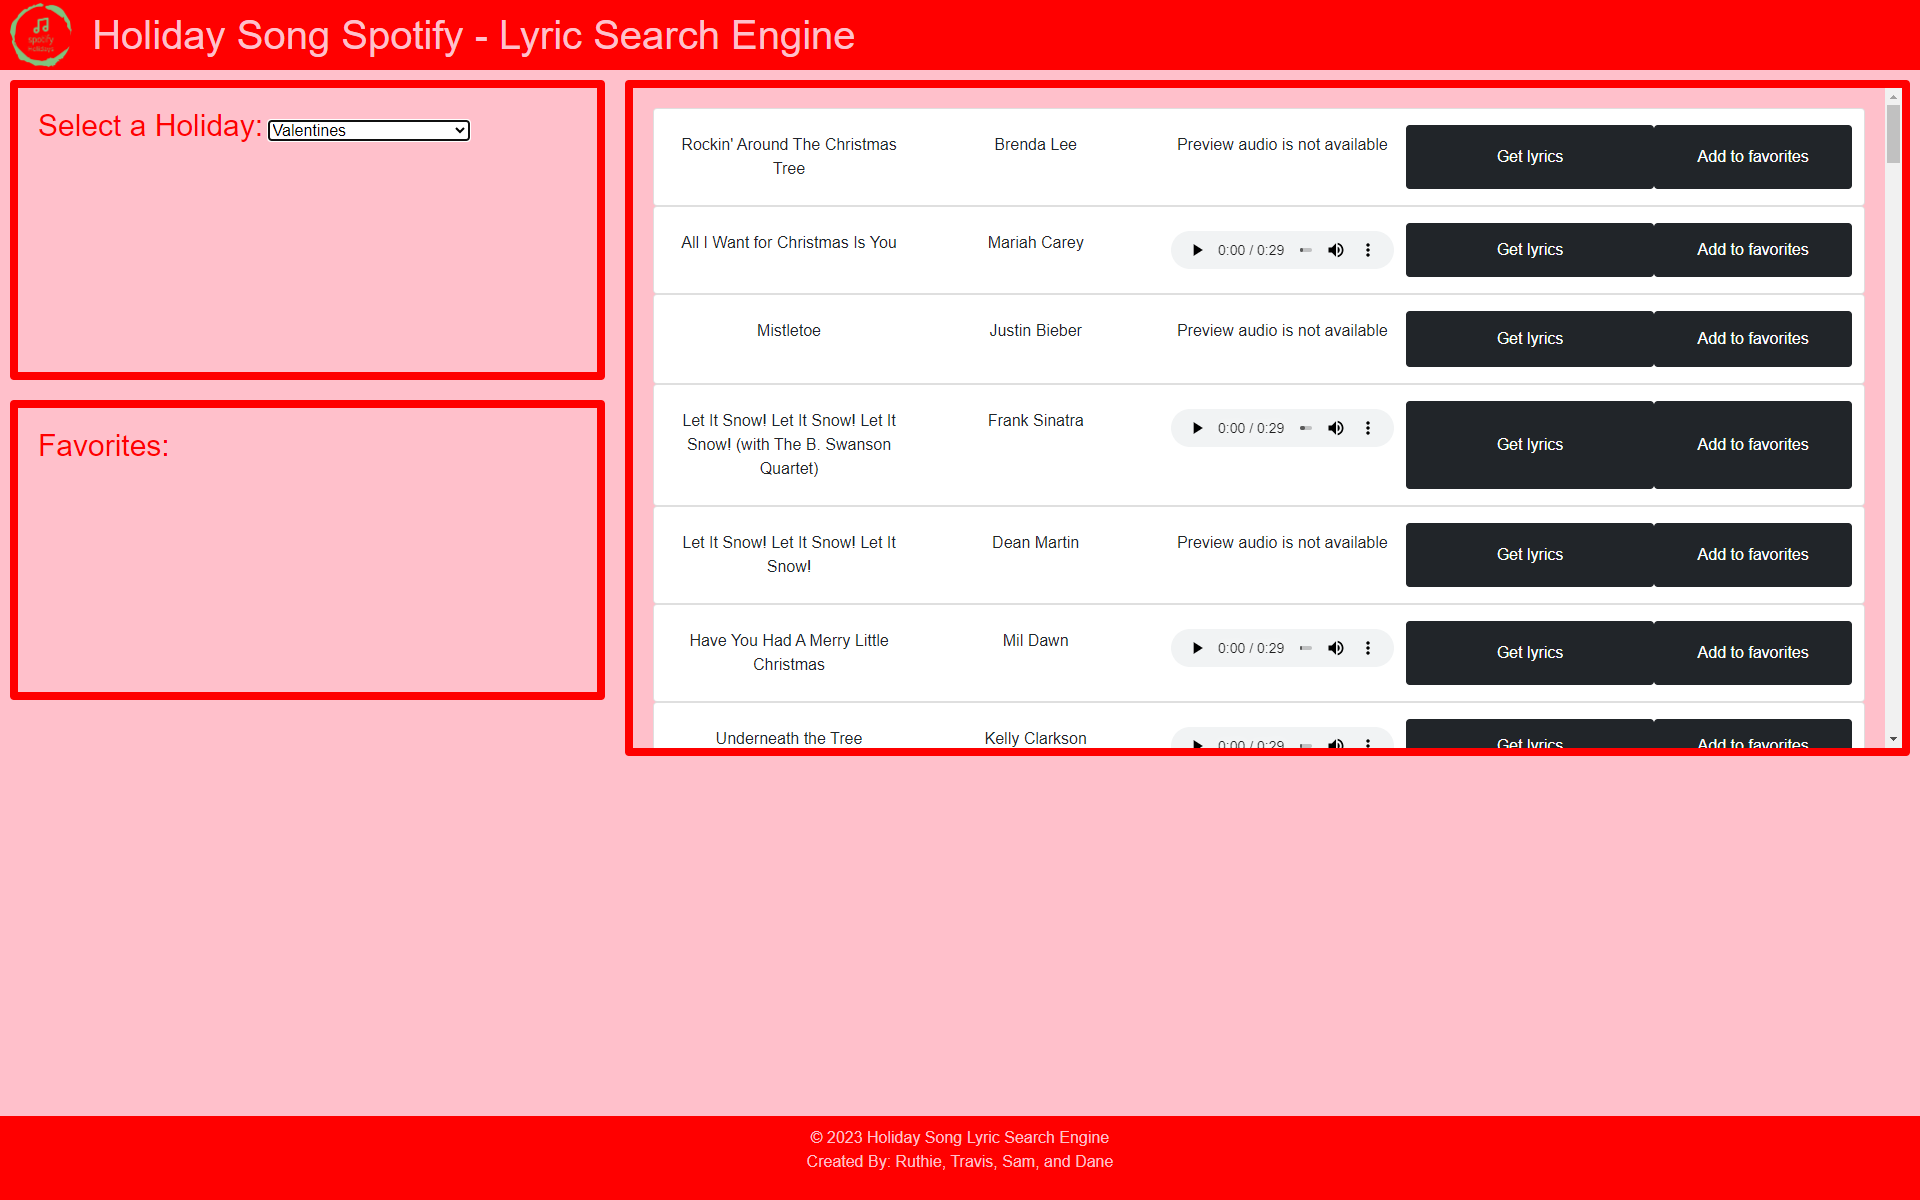 spotify
Holiday Song Spotify - Lyric Search Engine
Select a Holiday: Valentines
Favorites:
Rockin' Around The Christmas
Tree
Brenda Lee
Preview audio is not available
Get lyrics
Add to favorites
All I Want for Christmas Is You
Mariah Carey
0:00 / 0:29
Get lyrics
Add to favorites
Mistletoe
Justin Bieber
Preview audio is not available
Get lyrics
Add to favorites
Let It Snow! Let It Snow! Let It
Snow! (with The B. Swanson
Quartet)
Frank Sinatra
0:00 / 0:29
Get lyrics
Add to favorites
Let It Snow! Let It Snow! Let It
Snow!
Dean Martin
Preview audio is not available
Get lyrics
Add to favorites
Have You Had A Merry Little
Christmas
Mil Dawn
0:00 / 0:29
Get lyrics
Add to favorites
Underneath the Tree
Kelly Clarkson
0:00 / 0:29
Get lyrics
Add to favorites
© 2023 Holiday Song Lyric Search Engine
Created By: Ruthie, Travis, Sam, and Dane